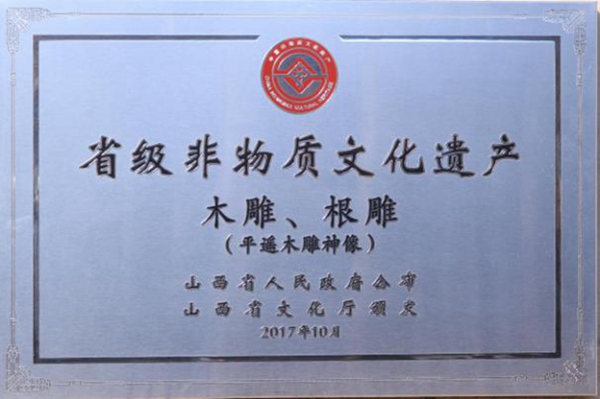 省级非物质文化遗产
木雕、根雕
（平遥木雕神像）
山西省人民政府公布
山西省文化厅颁发
2017年10月